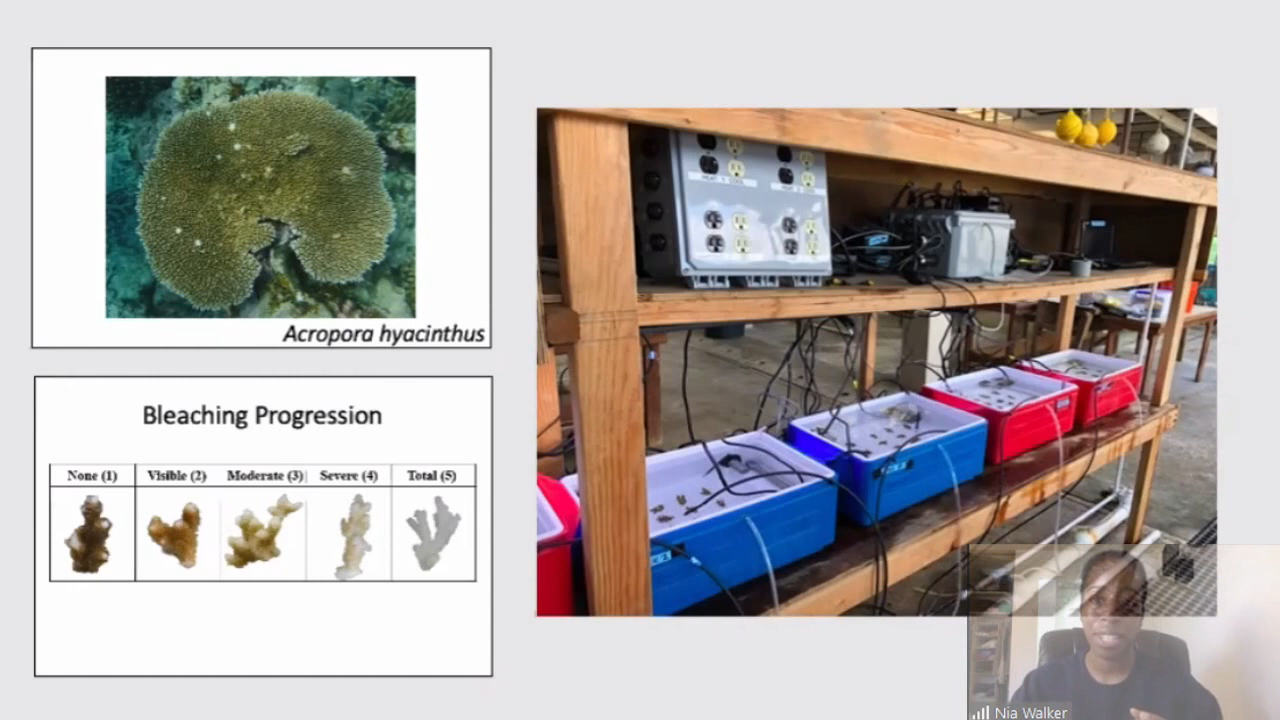 Acropora hyacinthus
Bleaching Progression
None (1) Visible (2) Moderate (3) Severe (4) Total (5)
Nia Walker